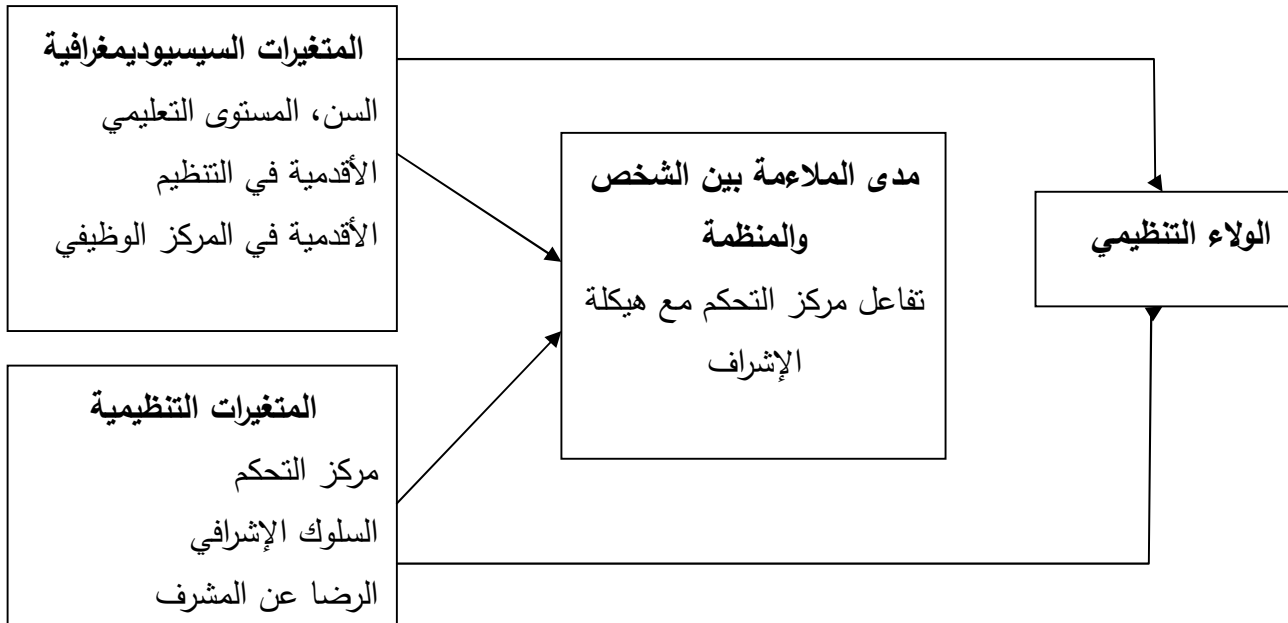 المتغيرات السيسيوديمغرافية
السن، المستوى التعليمي
الأقدمية في التنظيم
الأقدمية في المركز الوظيفي
مدى الملاءمة بين الشخص
والمنظمة
تفاعل مركز التحكم مع هيكلة
الإشراف
الولاء التنظيمي
المتغيرات التنظيمية
مركز التحكم
السلوك الإشرافي
الرضا عن المشرف